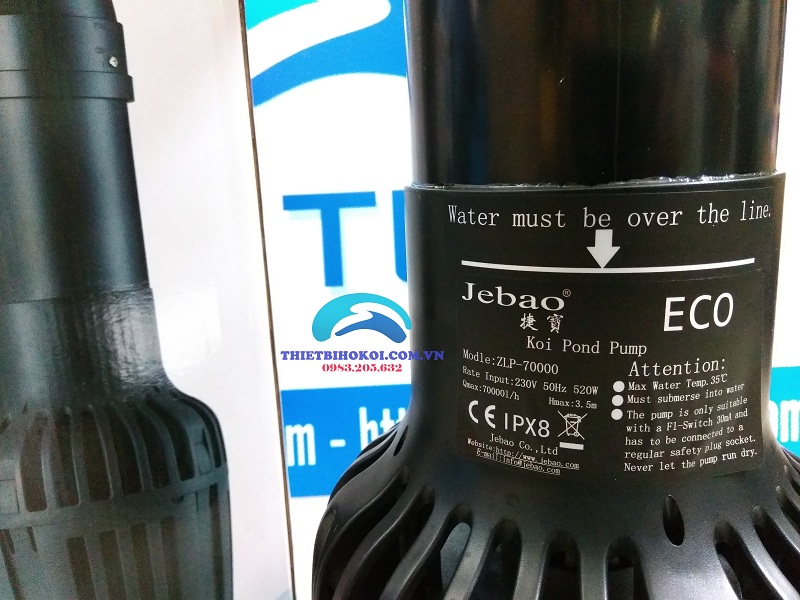 TU
Water must be over the line.
Jebao®
捷寶
ECO
Koi Pond Pump
Model:ZLP-70000
Rate Input:230V 50Hz 520W
Qmax:70000l/h Hmax:3.5m
CE IPX8
Jebao Co.,Ltd
Website:http://www.jebao.com
E-mail:info@jebao.com
Attention:
Max Water Temp.35℃
Must submerse into water
The pump is only suitable
with a F1-Switch 30mA and
has to be connected to a
regular safety plug socket.
Never let the pump run dry.
THIETBIHOKOI.COM.VN
0983.205.632
m - htt